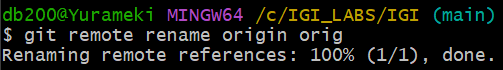 db200@Yurameki MINGW64 /c/IGI_LABS/IGI (main)
$ git remote rename origin orig
Renaming remote references: 100% (1/1), done.